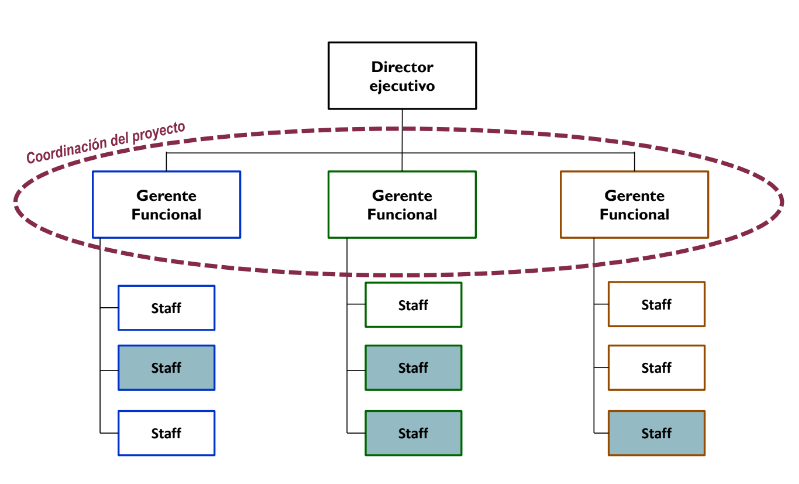 Director
ejecutivo
Coordinación del proyecto
Gerente
Funcional
Gerente
Funcional
Gerente
Funcional
Staff
Staff
Staff
Staff
Staff
Staff
Staff
Staff
Staff